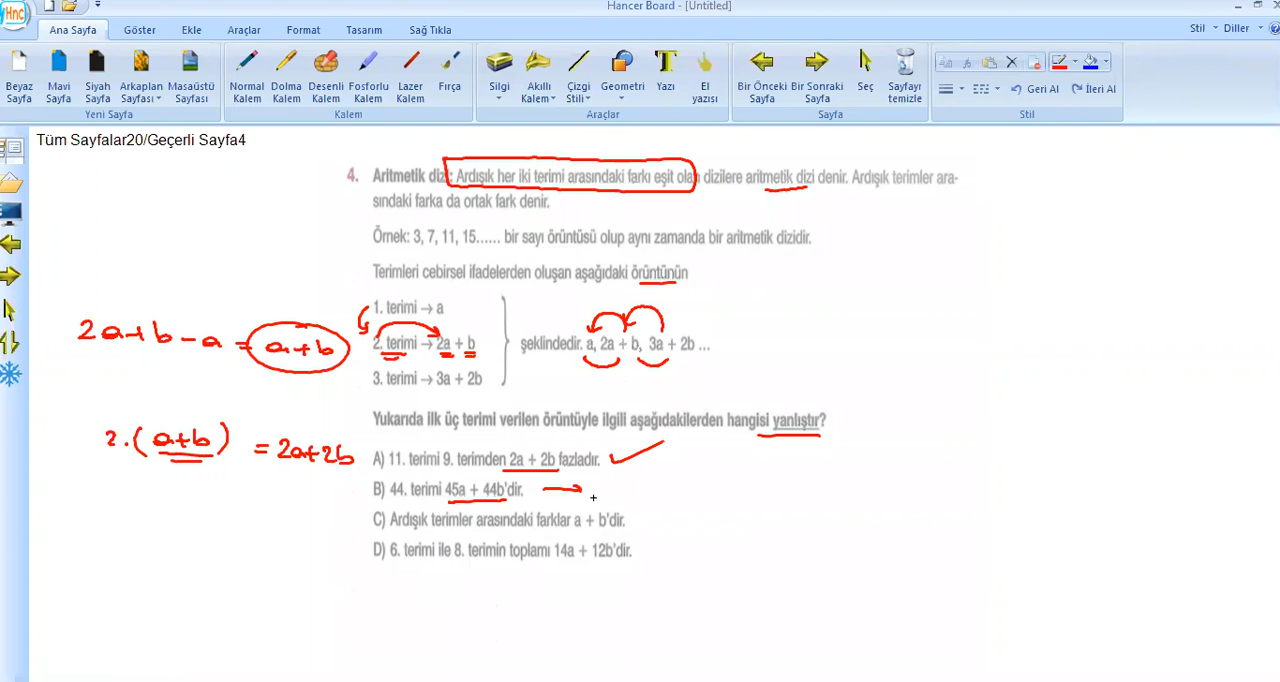 Hancer Board - [Untitled]
Hnc
Ana Sayfa Göster Ekle Araçlar Format Tasarım Sağ Tıkla Stil Diller
Beyaz Sayfa Mavi Sayfa Siyah Sayfa Arkaplan Sayfası Masaüstü Sayfası Normal Kalem Dolma Kalem Desenli Kalem Fosforlu Kalem Lazer Kalem Fırça Silgi Akıllı Kalem Çizgi Stili Geometri Yazı El yazısı Bir Önceki Sayfa Bir Sonraki Sayfa Seç Sayfayı temizle Geri Al İleri Al
Yeni Sayfa Kalem Araçlar Sayfa Stil
Tüm Sayfalar20/Geçerli Sayfa4
4. Aritmetik dizi: Ardışık her iki terimi arasındaki farkı eşit olan dizilere aritmetik dizi denir. Ardışık terimler ara-
sındaki farka da ortak fark denir.
Örnek: 3, 7, 11, 15...... bir sayı örüntüsü olup aynı zamanda bir aritmetik dizidir.
Terimleri cebirsel ifadelerden oluşan aşağıdaki örüntünün
1. terimi → a
2a+b-a = a+b
2. terimi → 2a + b şeklindedir. a, 2a + b, 3a + 2b ...
3. terimi → 3a + 2b
Yukarıda ilk üç terimi verilen örüntüyle ilgili aşağıdakilerden hangisi yanlıştır?
2.(a+b) = 2a+2b
A) 11. terimi 9. terimden 2a + 2b fazladır.
B) 44. terimi 45a + 44b'dir.
C) Ardışık terimler arasındaki farklar a + b'dir.
D) 6. terimi ile 8. terimin toplamı 14a + 12b'dir.